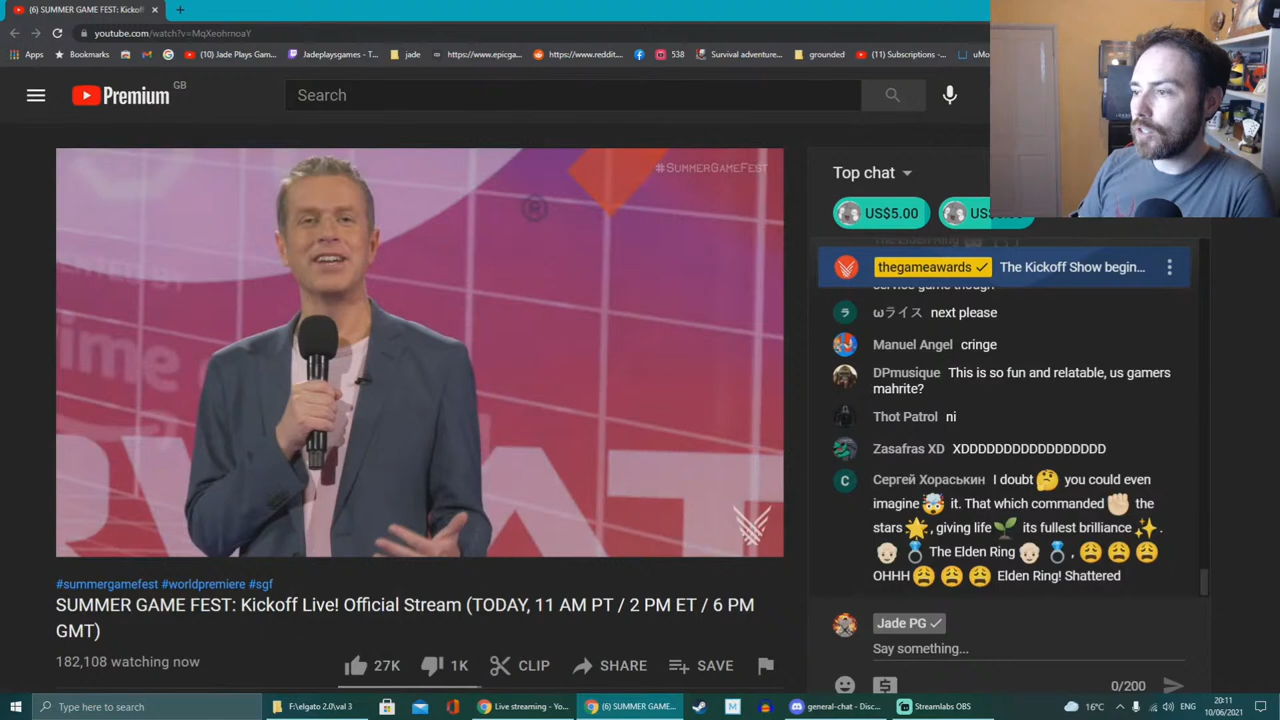 (6) SUMMER GAME FEST: Kickof
youtube.com/watch?v=MqXeohrnoaY
Apps Bookmarks (10) Jade Plays Gam... Jadeplaysgames - T... jade https://www.epicga... https://www.reddit... 538 Survival adventure... grounded (11) Subscriptions -... uMo
Premium GB
Search
#SUMMERGAMEFEST
Top chat
US$5.00
thegameawards The Kickoff Show begin...
service game though
ωライス next please
Manuel Angel cringe
DPmusique This is so fun and relatable, us gamers
mahrite?
Thot Patrol ni
Zasafras XD XDDDDDDDDDDDDDDDDD
Сергей Хораськин I doubt 🤔 you could even
imagine 🤯 it. That which commanded ✊🏻 the
stars 🌟, giving life 🌱 its fullest brilliance ✨.
👴🏻 💍 The Elden Ring 👴🏻 💍, 😩 😩 😩
OHHH 😩 😩 😩 Elden Ring! Shattered
#summergamefest #worldpremiere #sgf
SUMMER GAME FEST: Kickoff Live! Official Stream (TODAY, 11 AM PT / 2 PM ET / 6 PM
GMT)
182,108 watching now
27K 1K CLIP SHARE SAVE
Jade PG
Say something...
0/200
Type here to search
F:\elgato 2.0\val 3
Live streaming - Yo...
(6) SUMMER GAME...
general-chat - Disc...
Streamlabs OBS
16°C
20:11
10/06/2021